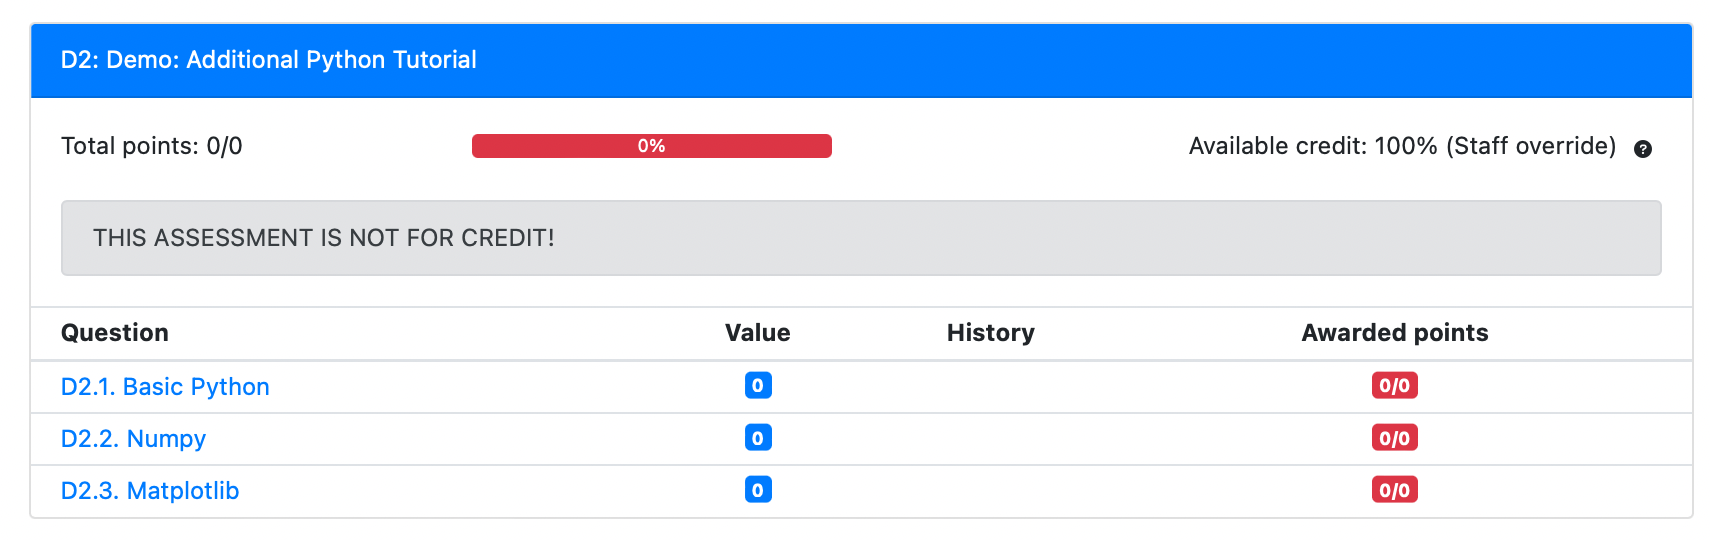 D2: Demo: Additional Python Tutorial
Total points: 0/0 0% Available credit: 100% (Staff override) ?
THIS ASSESSMENT IS NOT FOR CREDIT!
Question Value History Awarded points
D2.1. Basic Python 0 0/0
D2.2. Numpy 0 0/0
D2.3. Matplotlib 0 0/0